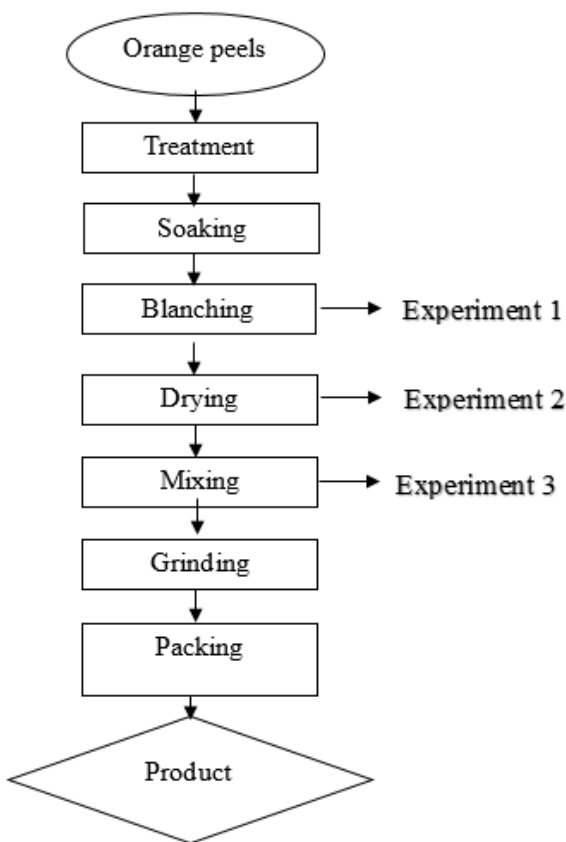 Orange peels
Treatment
Soaking
Blanching
Experiment 1
Drying
Experiment 2
Mixing
Experiment 3
Grinding
Packing
Product